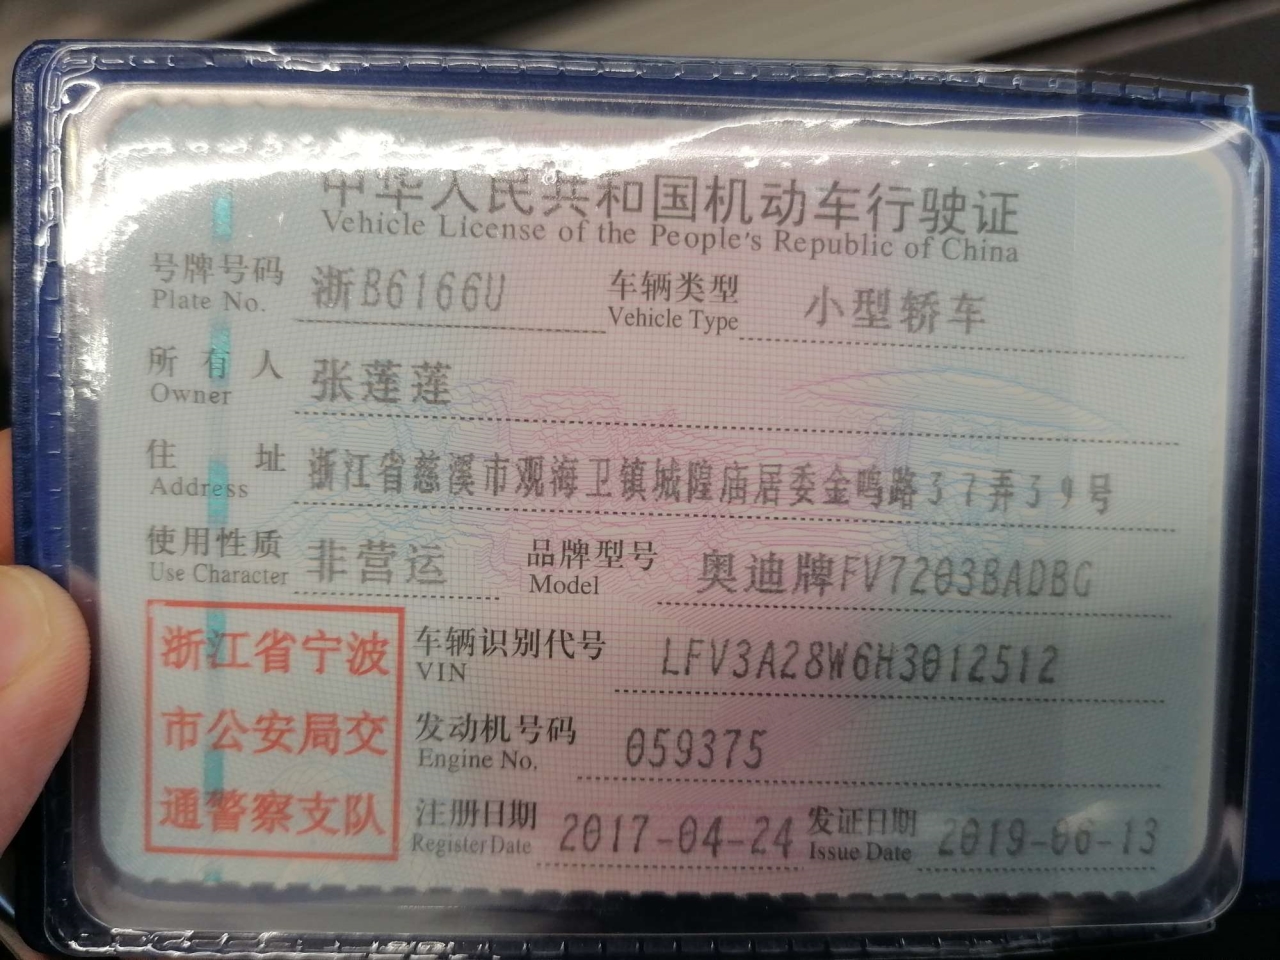 中华人民共和国机动车行驶证
Vehicle License of the People's Republic of China
号牌号码 浙B6166U 车辆类型 小型轿车
Plate No. Vehicle Type
所有人 张莲莲
Owner
住址 浙江省慈溪市观海卫镇城隍庙居委金鸣路37弄39号
Address
使用性质 非营运 品牌型号 奥迪牌FV7203BADBG
Use Character Model
浙江省宁波
市公安局交
通警察支队
车辆识别代号 LFV3A28W6H3012512
VIN
发动机号码 059375
Engine No.
注册日期 2017-04-24 发证日期 2019-06-13
Register Date Issue Date